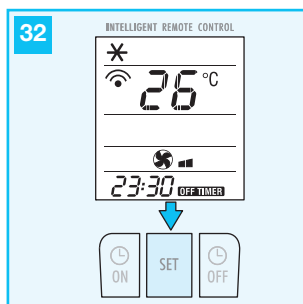 32
INTELLIGENT REMOTE CONTROL
26 °C
23:30 OFF TIMER
ON SET OFF